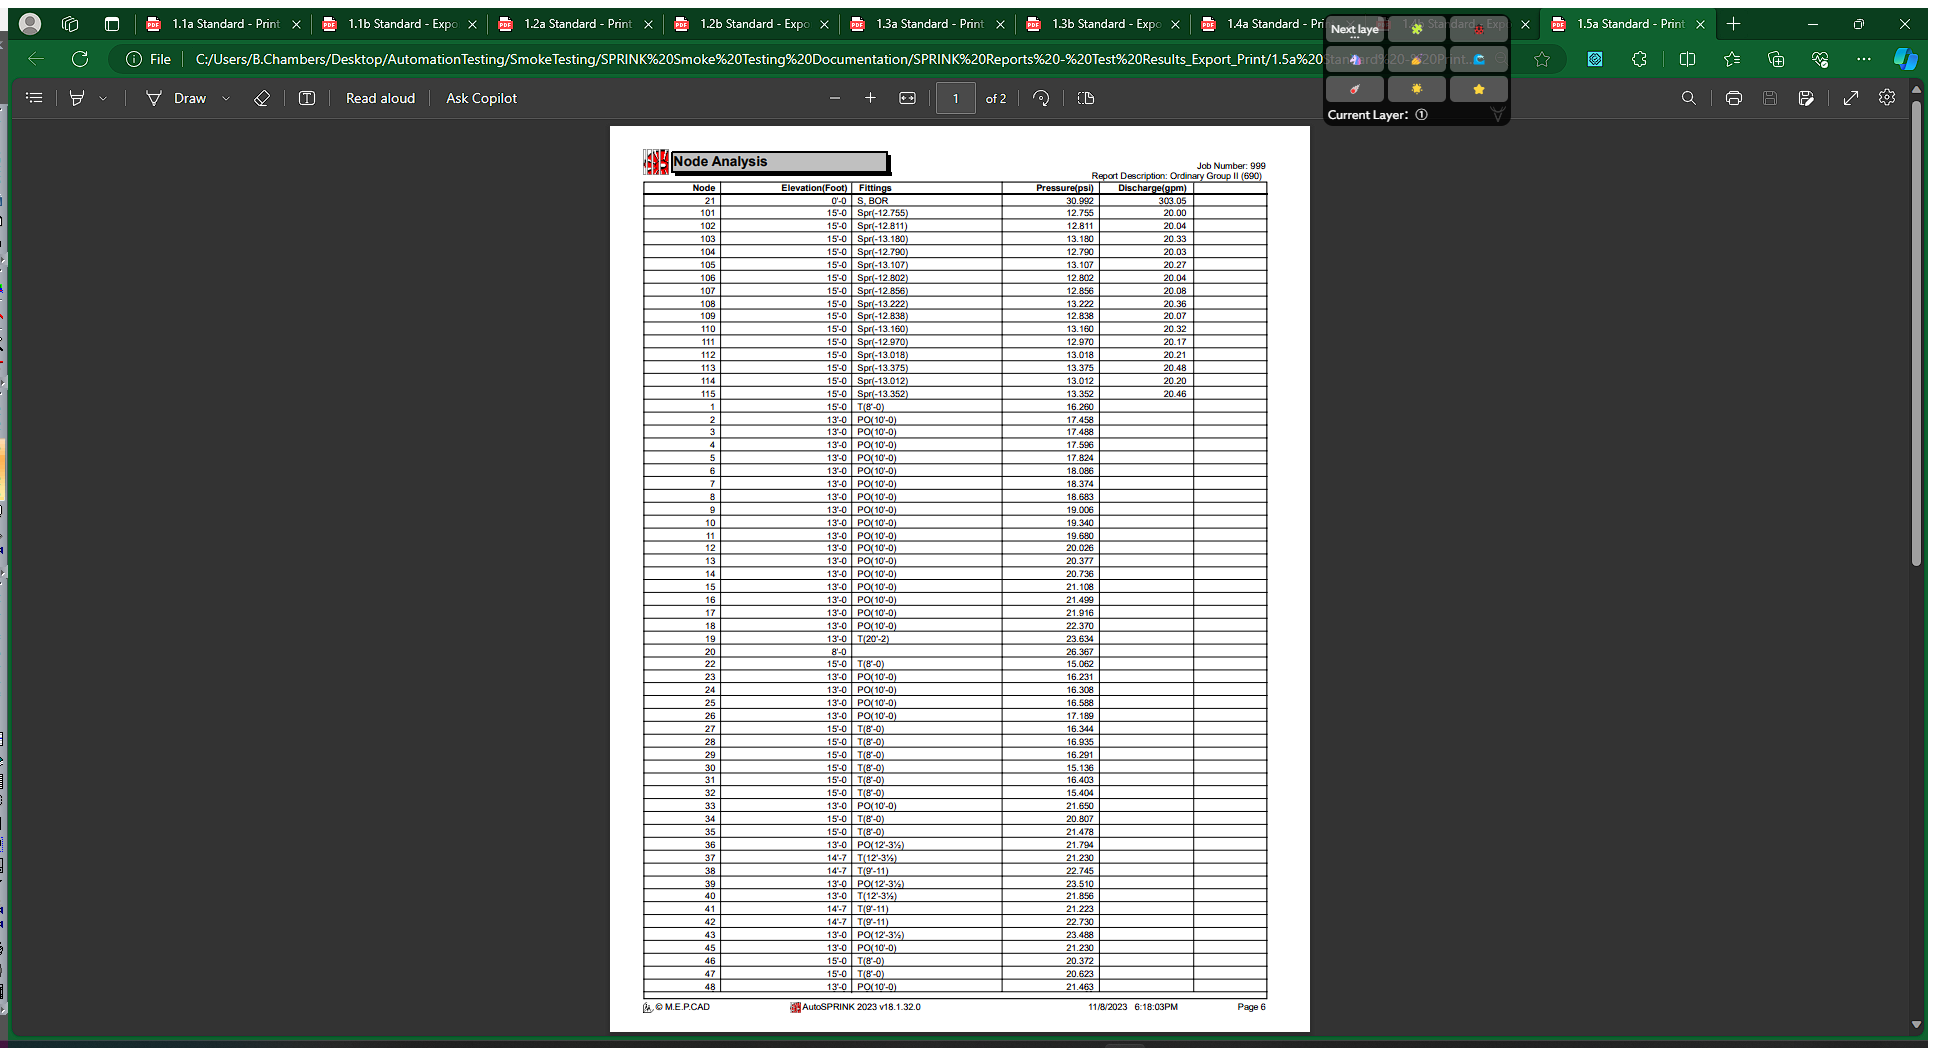 1.1a Standard - Print
1.1b Standard - Expo
1.2a Standard - Print
1.2b Standard - Expo
1.3a Standard - Print
1.3b Standard - Expo
1.4a Standard - Pri
1.5a Standard - Print
File
C:/Users/B.Chambers/Desktop/AutomationTesting/SmokeTesting/SPRINK%20Smoke%20Testing%20Documentation/SPRINK%20Reports%20-%20Test%20Results_Export_Print/1.5a%20Standard%20-%20Print...
Next laye
Current Layer: ①
Draw
Read aloud
Ask Copilot
1
of 2
Node Analysis
Job Number: 999
Report Description: Ordinary Group II (690)
Node Elevation(Foot) Fittings Pressure(psi) Discharge(gpm)
21 0'-0 S, BOR 30.992 303.05
101 15'-0 Spr(-12.755) 12.755 20.00
102 15'-0 Spr(-12.811) 12.811 20.04
103 15'-0 Spr(-13.180) 13.180 20.33
104 15'-0 Spr(-12.790) 12.790 20.03
105 15'-0 Spr(-13.107) 13.107 20.27
106 15'-0 Spr(-12.802) 12.802 20.04
107 15'-0 Spr(-12.856) 12.856 20.08
108 15'-0 Spr(-13.222) 13.222 20.36
109 15'-0 Spr(-12.838) 12.838 20.07
110 15'-0 Spr(-13.160) 13.160 20.32
111 15'-0 Spr(-12.970) 12.970 20.17
112 15'-0 Spr(-13.018) 13.018 20.21
113 15'-0 Spr(-13.375) 13.375 20.48
114 15'-0 Spr(-13.012) 13.012 20.20
115 15'-0 Spr(-13.352) 13.352 20.46
1 15'-0 T(8'-0) 16.260
2 13'-0 PO(10'-0) 17.458
3 13'-0 PO(10'-0) 17.488
4 13'-0 PO(10'-0) 17.596
5 13'-0 PO(10'-0) 17.824
6 13'-0 PO(10'-0) 18.086
7 13'-0 PO(10'-0) 18.374
8 13'-0 PO(10'-0) 18.683
9 13'-0 PO(10'-0) 19.006
10 13'-0 PO(10'-0) 19.340
11 13'-0 PO(10'-0) 19.680
12 13'-0 PO(10'-0) 20.026
13 13'-0 PO(10'-0) 20.377
14 13'-0 PO(10'-0) 20.736
15 13'-0 PO(10'-0) 21.108
16 13'-0 PO(10'-0) 21.499
17 13'-0 PO(10'-0) 21.916
18 13'-0 PO(10'-0) 22.370
19 13'-0 T(20'-2) 23.634
20 8'-0 26.367
22 15'-0 T(8'-0) 15.062
23 13'-0 PO(10'-0) 16.231
24 13'-0 PO(10'-0) 16.308
25 13'-0 PO(10'-0) 16.588
26 13'-0 PO(10'-0) 17.189
27 15'-0 T(8'-0) 16.344
28 15'-0 T(8'-0) 16.935
29 15'-0 T(8'-0) 16.291
30 15'-0 T(8'-0) 15.136
31 15'-0 T(8'-0) 16.403
32 15'-0 T(8'-0) 15.404
33 13'-0 PO(10'-0) 21.650
34 15'-0 T(8'-0) 20.807
35 15'-0 T(8'-0) 21.478
36 13'-0 PO(12'-3½) 21.794
37 14'-7 T(12'-3½) 21.230
38 14'-7 T(9'-11) 22.745
39 13'-0 PO(12'-3½) 23.510
40 13'-0 T(12'-3½) 21.856
41 14'-7 T(9'-11) 21.223
42 14'-7 T(9'-11) 22.730
43 13'-0 PO(12'-3½) 23.488
45 13'-0 PO(10'-0) 21.230
46 15'-0 T(8'-0) 20.372
47 15'-0 T(8'-0) 20.623
48 13'-0 PO(10'-0) 21.463
© M.E.P.CAD AutoSPRINK 2023 v18.1.32.0 11/8/2023 6:18:03PM Page 6